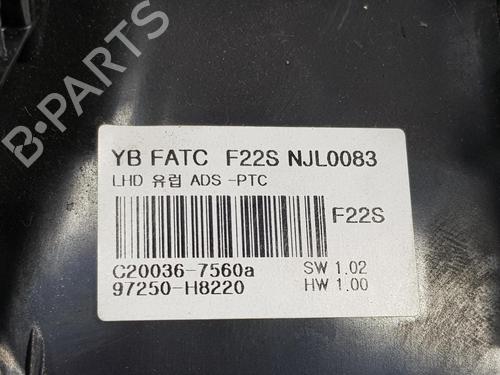 B-PARTS
YB FATC F22S NJL0083
LHD 유럽 ADS -PTC
F22S
C20036-7560a SW 1.02
97250-H8220 HW 1.00